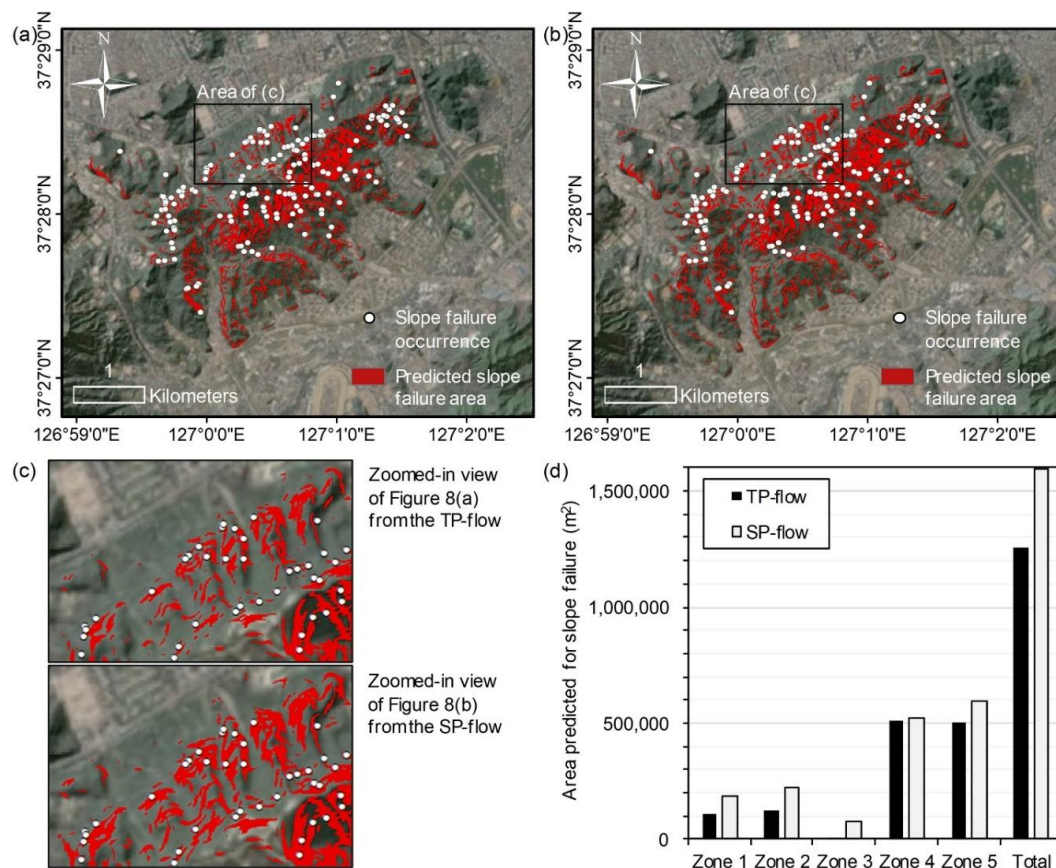 (a)
N
Area of (c)
37°29'0"N
37°28'0"N
37°27'0"N
Slope failure
occurrence
Predicted slope
failure area
1
Kilometers
126°59'0"E
127°0'0"E
127°1'0"E
127°2'0"E
(b)
N
Area of (c)
37°29'0"N
37°28'0"N
37°27'0"N
Slope failure
occurrence
Predicted slope
failure area
1
Kilometers
126°59'0"E
127°0'0"E
127°1'0"E
127°2'0"E
(c)
Zoomed-in view
of Figure 8(a)
from the TP-flow
Zoomed-in view
of Figure 8(b)
from the SP-flow
(d)
Area predicted for slope failure (m²)
1,500,000
1,000,000
500,000
0
TP-flow
SP-flow
Zone 1 Zone 2 Zone 3 Zone 4 Zone 5 Total